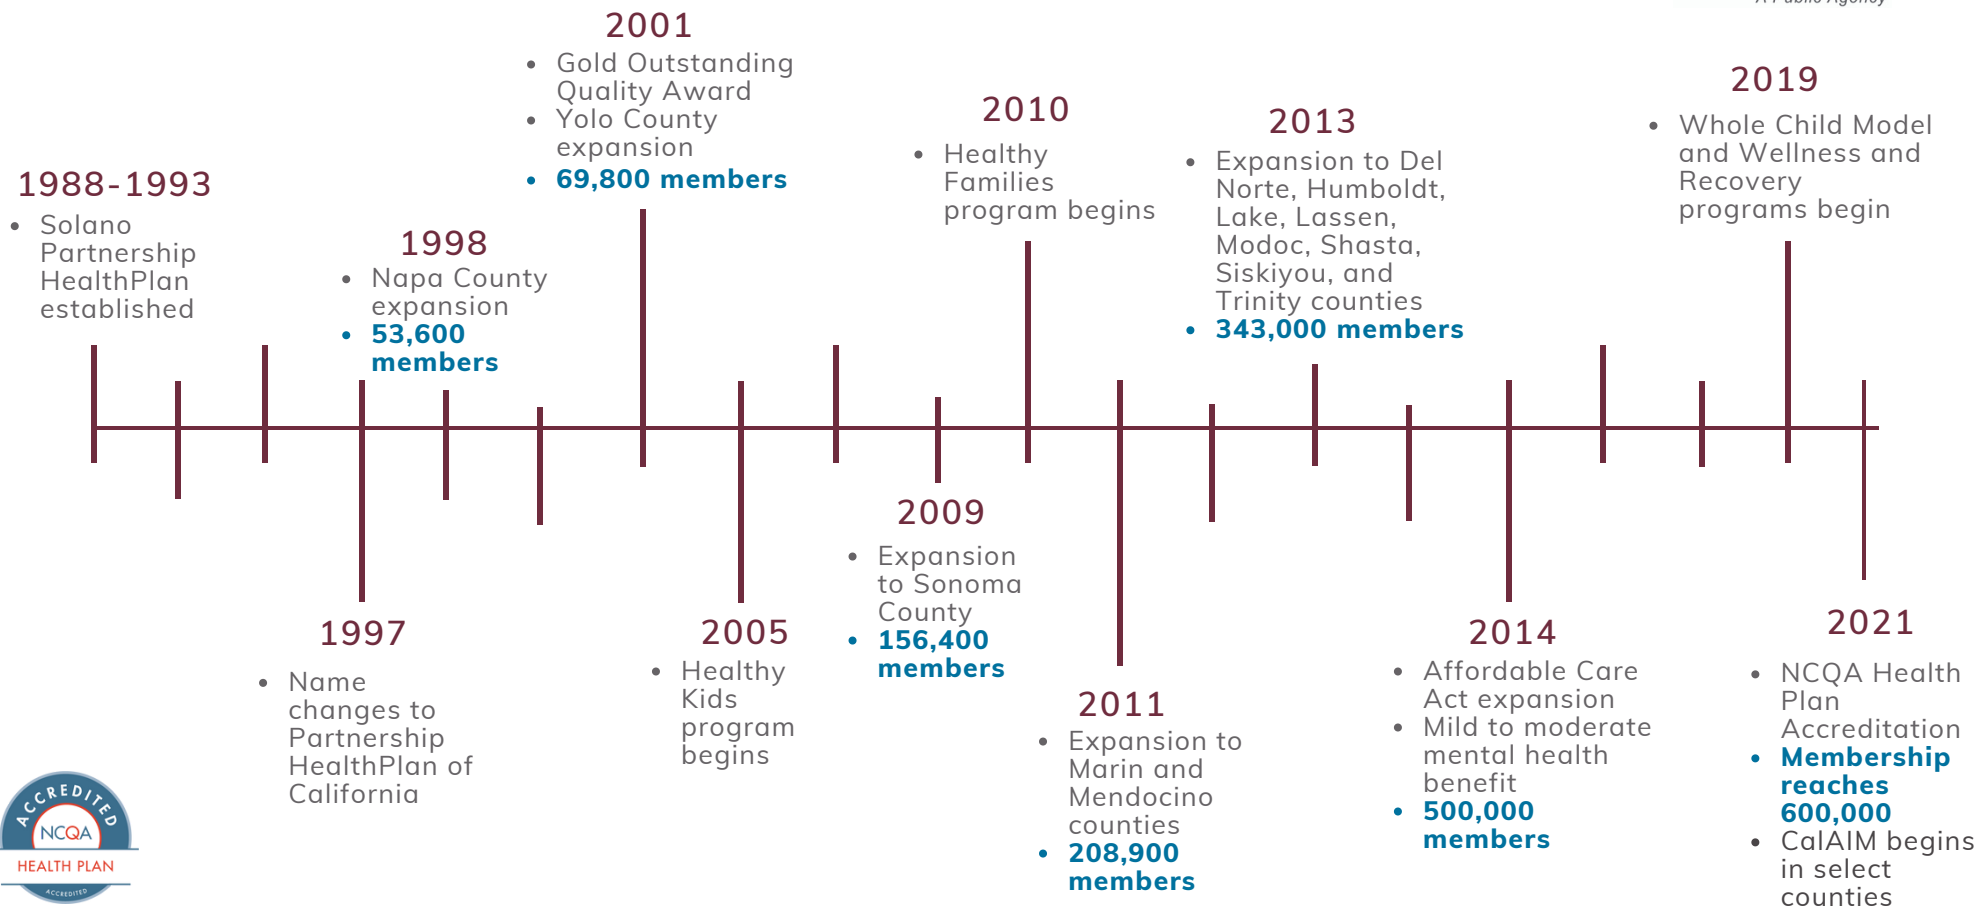 A Public Agency
1988-1993
• Solano
Partnership
HealthPlan
established
1997
• Name
changes to
Partnership
HealthPlan of
California
1998
• Napa County
expansion
• 53,600
members
2001
• Gold Outstanding
Quality Award
• Yolo County
expansion
• 69,800 members
2005
• Healthy
Kids
program
begins
2009
• Expansion
to Sonoma
County
• 156,400
members
2010
• Healthy
Families
program begins
2011
• Expansion to
Marin and
Mendocino
counties
• 208,900
members
2013
• Expansion to Del
Norte, Humboldt,
Lake, Lassen,
Modoc, Shasta,
Siskiyou, and
Trinity counties
• 343,000 members
2014
• Affordable Care
Act expansion
• Mild to moderate
mental health
benefit
• 500,000
members
2019
• Whole Child Model
and Wellness and
Recovery
programs begin
2021
• NCQA Health
Plan
Accreditation
• Membership
reaches
600,000
• CalAIM begins
in select
counties
ACCREDITED
NCQA
HEALTH PLAN
ACCREDITED